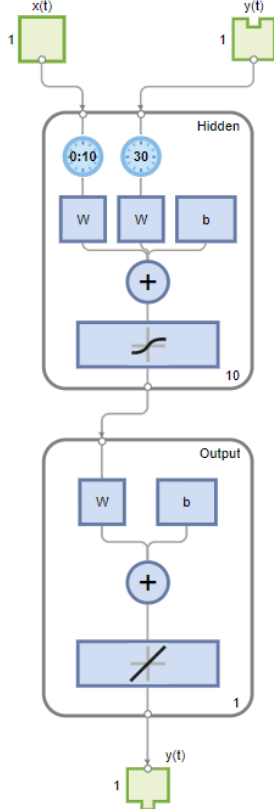 x(t) y(t)
1 1
Hidden
0:10 30
W W b
+
10
Output
W b
+
1
y(t)
1